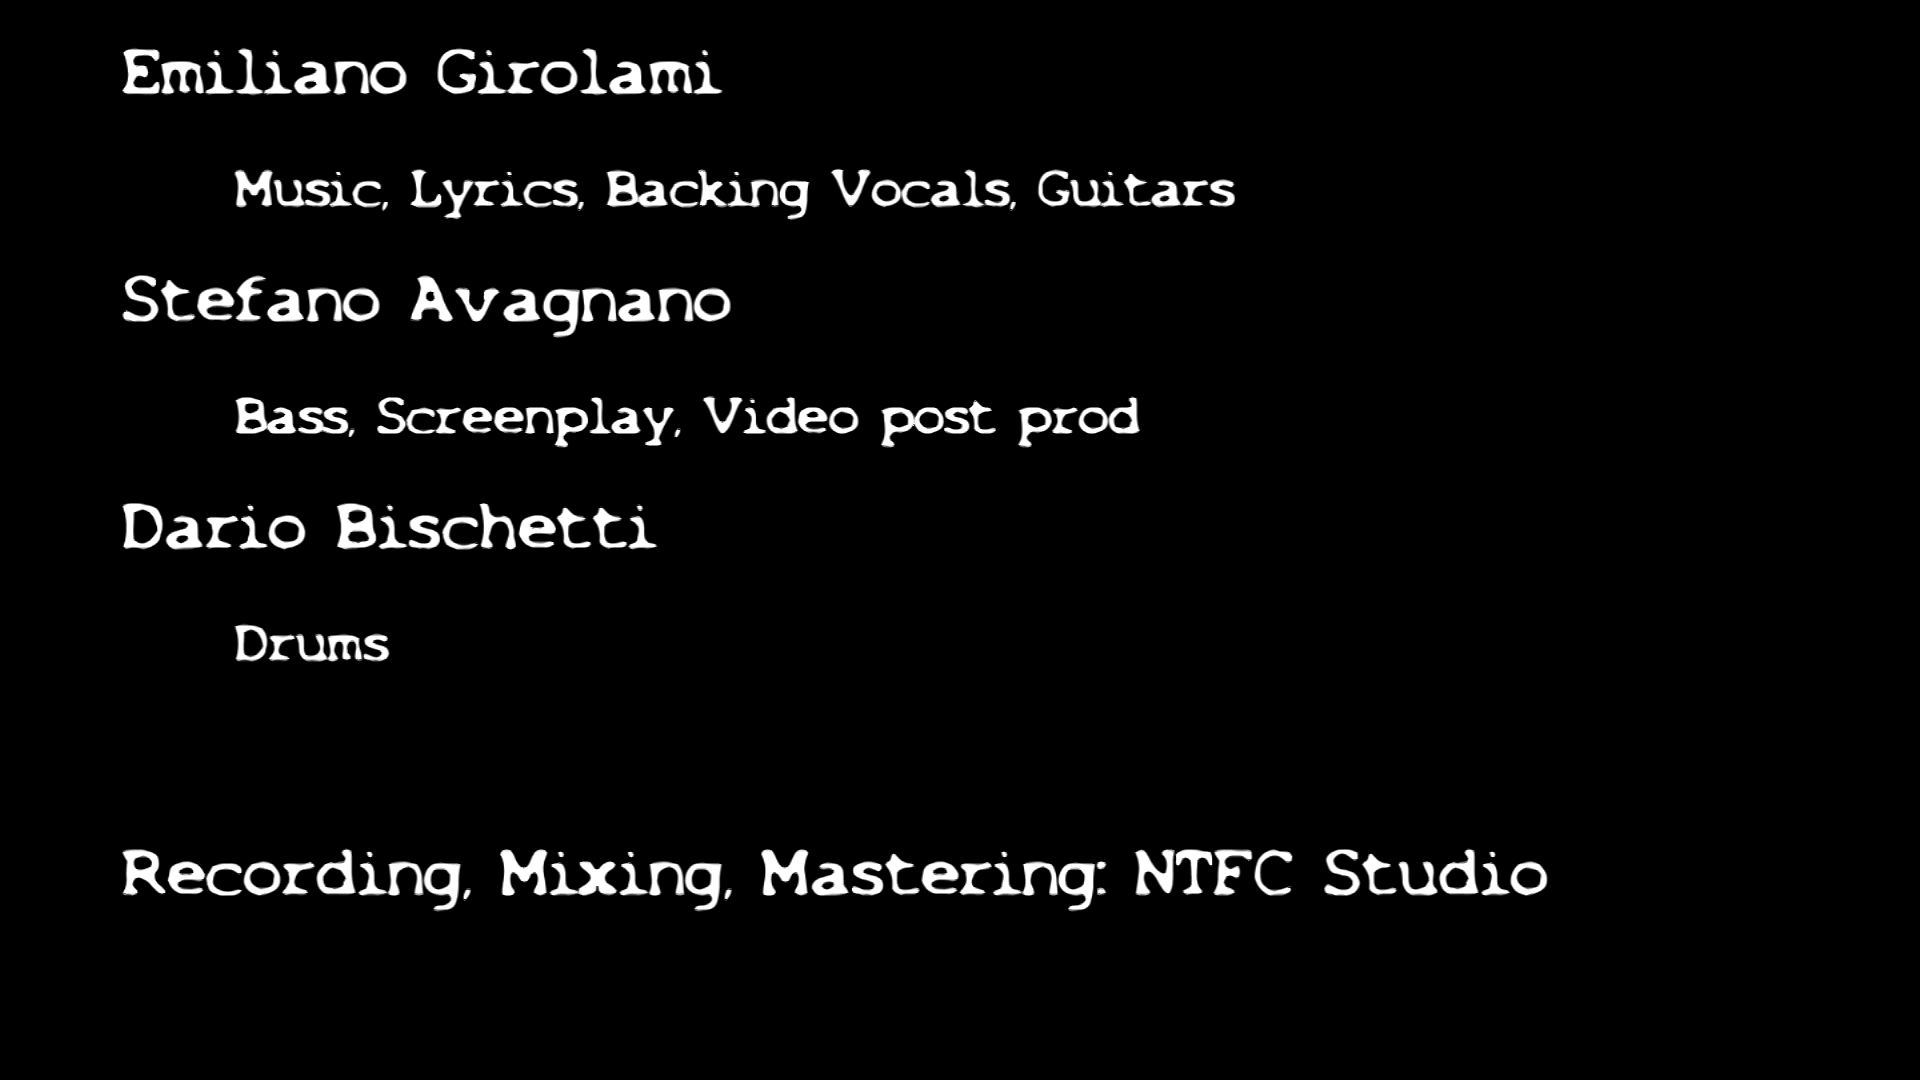 Emiliano Girolami
Music, Lyrics, Backing Vocals, Guitars
Stefano Avagnano
Bass, Screenplay, Video post prod
Dario Bischetti
Drums
Recording, Mixing, Mastering: NTFC Studio